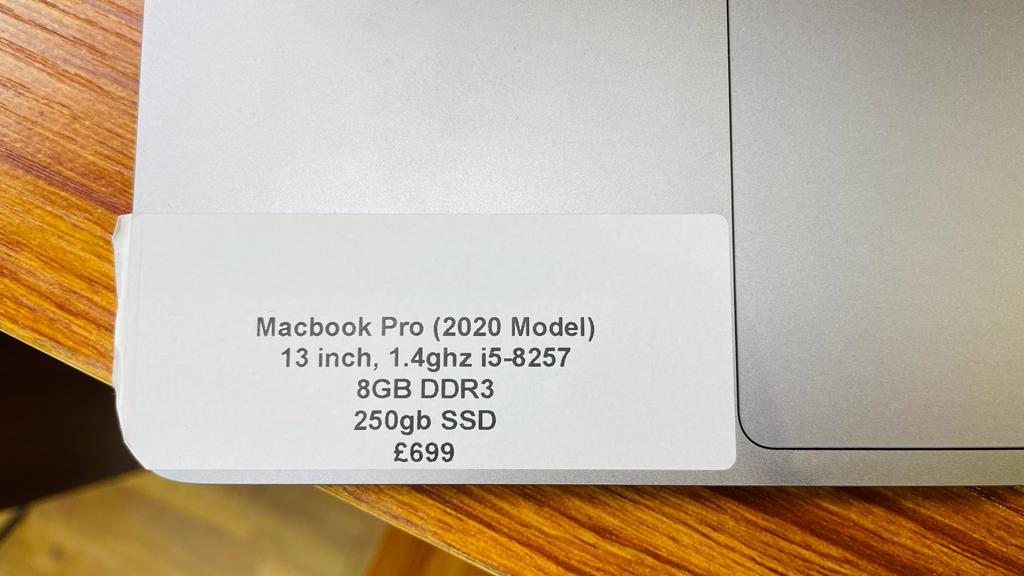 Macbook Pro (2020 Model)
13 inch, 1.4ghz i5-8257
8GB DDR3
250gb SSD
£699